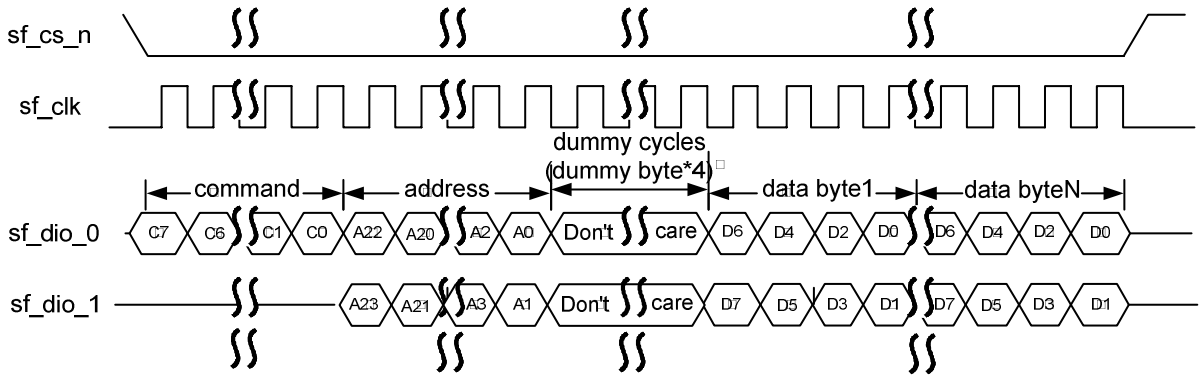 sf_cs_n
sf_clk
dummy cycles
(dummy byte*4)
command address data byte1 data byteN
sf_dio_0 C7 C6 C1 C0 A22 A20 A2 A0 Don't care D6 D4 D2 D0 D6 D4 D2 D0
sf_dio_1 A23 A21 A3 A1 Don't care D7 D5 D3 D1 D7 D5 D3 D1